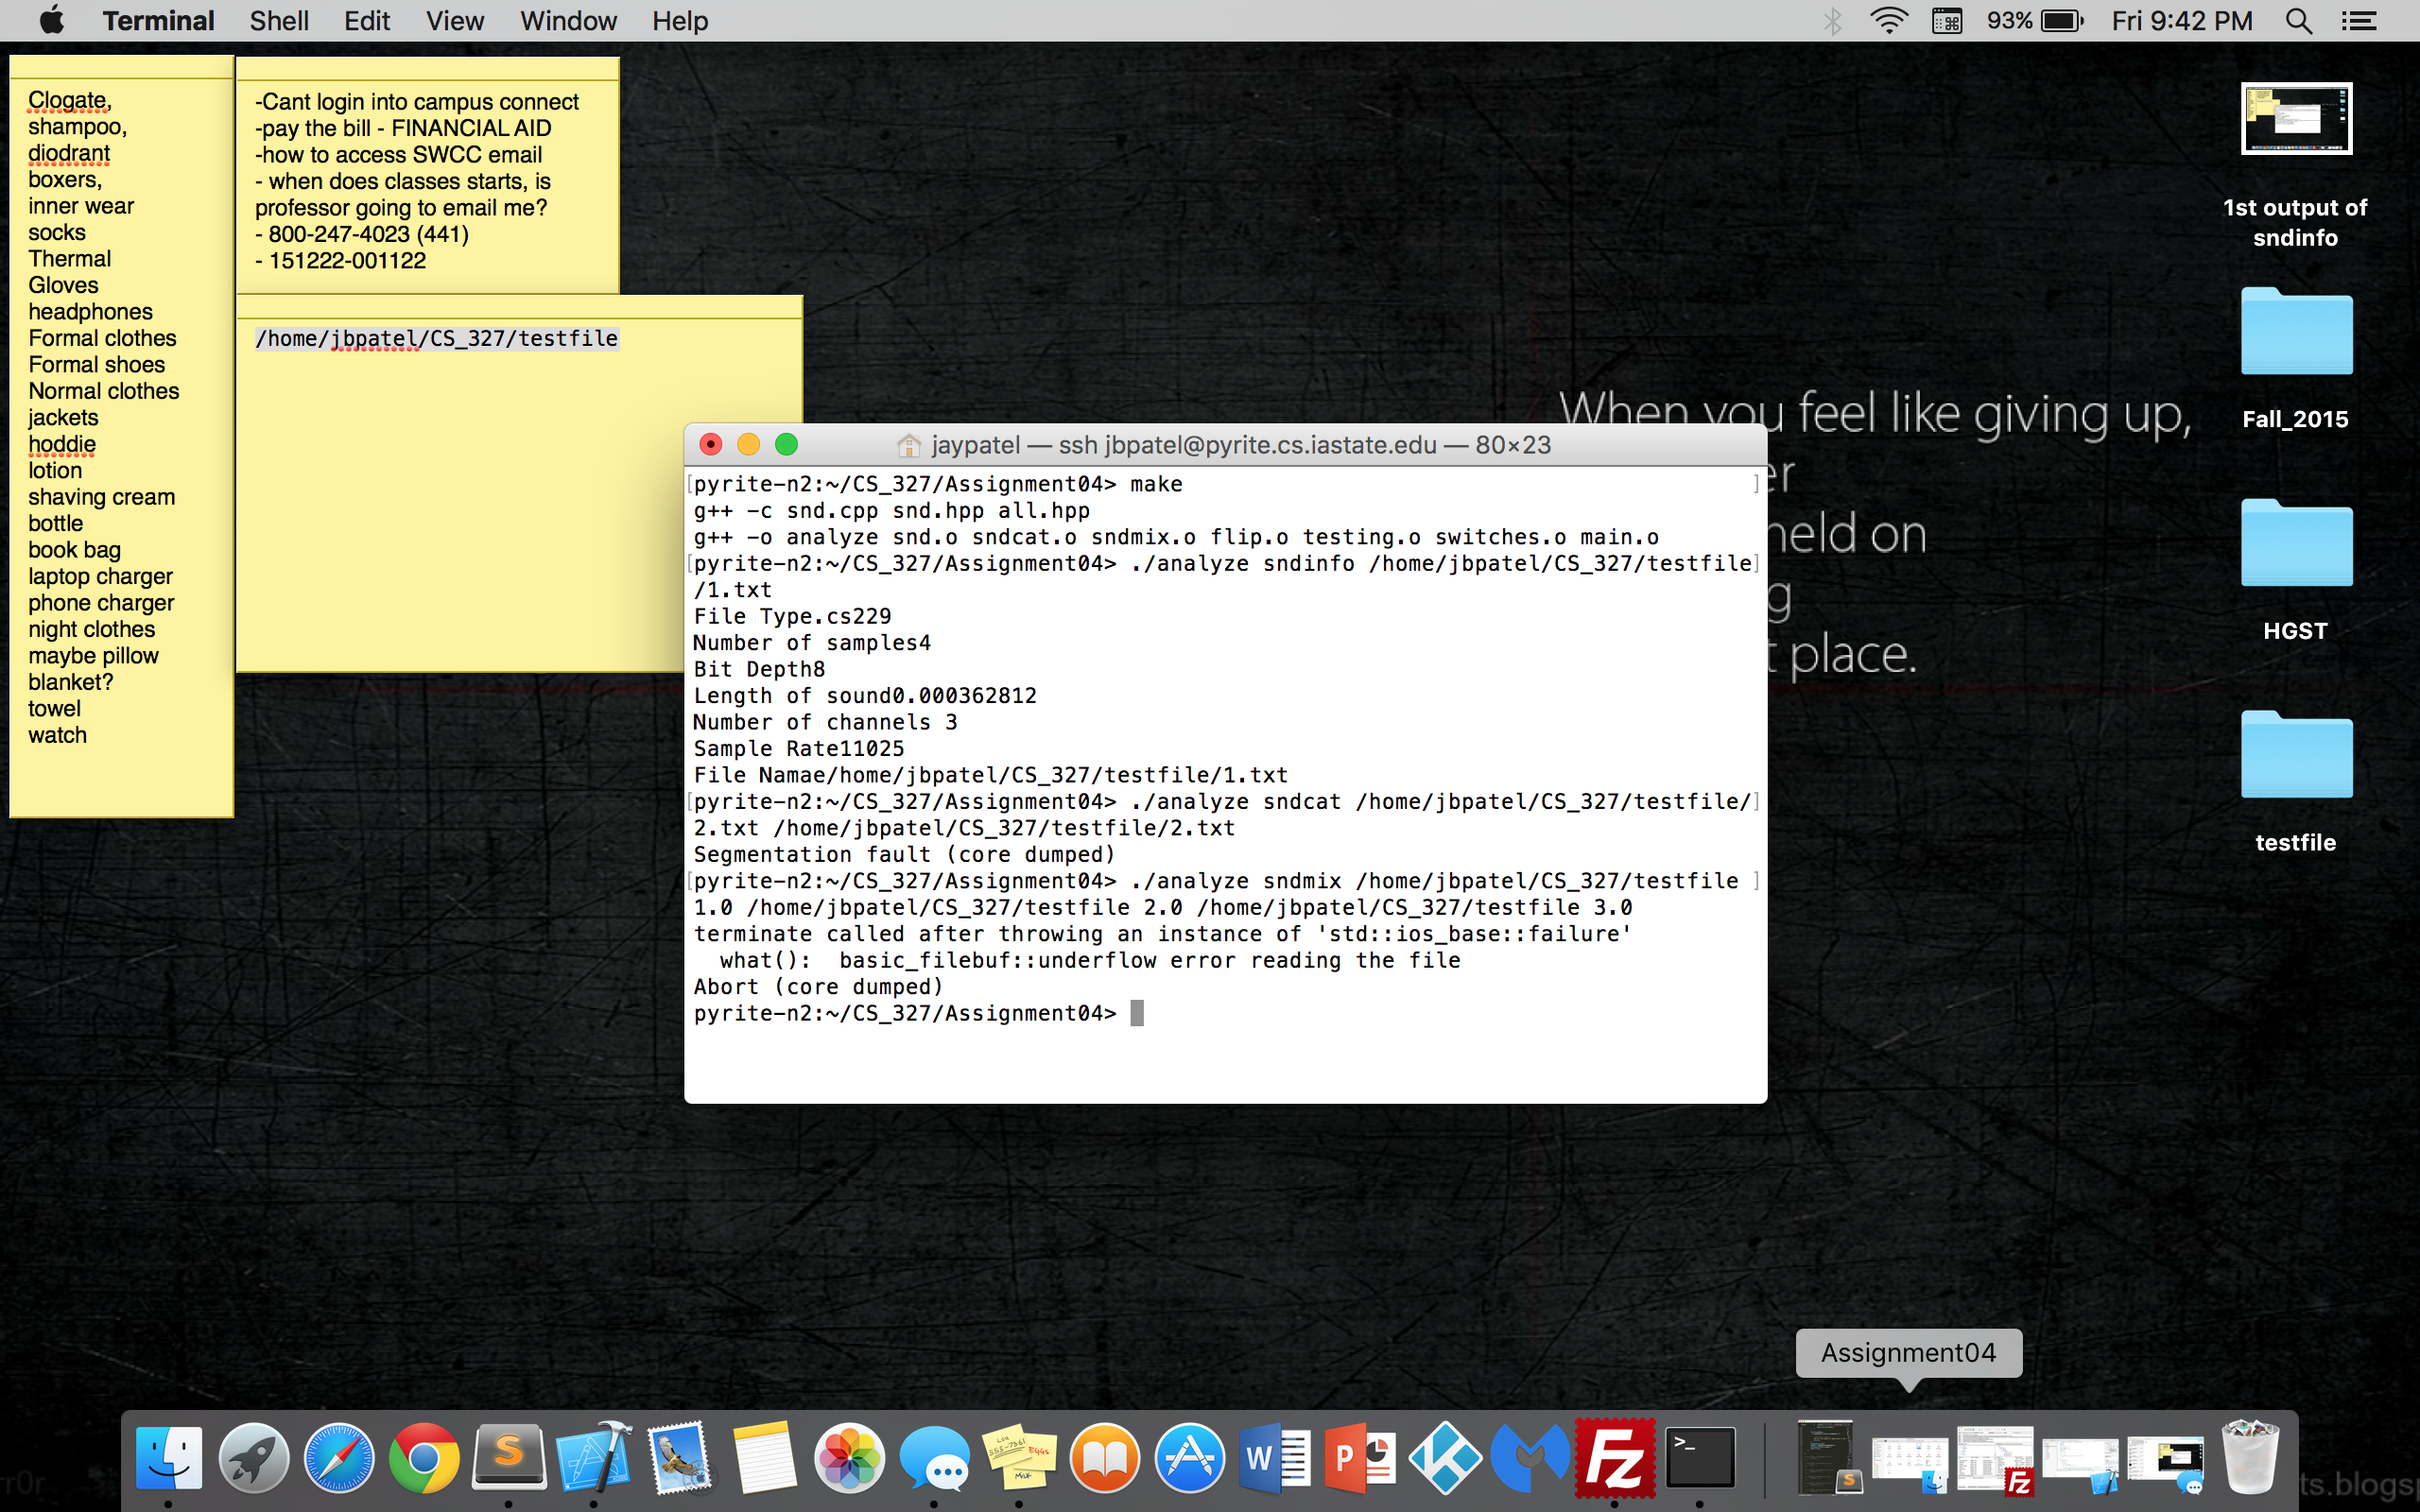 Terminal Shell Edit View Window Help
93% Fri 9:42 PM
Clogate,
shampoo,
diodrant
boxers,
inner wear
socks
Thermal
Gloves
headphones
Formal clothes
Formal shoes
Normal clothes
jackets
hoddie
lotion
shaving cream
bottle
book bag
laptop charger
phone charger
night clothes
maybe pillow
blanket?
towel
watch
-Cant login into campus connect
-pay the bill - FINANCIAL AID
-how to access SWCC email
- when does classes starts, is
professor going to email me?
- 800-247-4023 (441)
- 151222-001122
/home/jbpatel/CS_327/testfile
When you feel like giving up,
held on
place.
jaypatel — ssh jbpatel@pyrite.cs.iastate.edu — 80×23
[pyrite-n2:~/CS_327/Assignment04> make ]
g++ -c snd.cpp snd.hpp all.hpp
g++ -o analyze snd.o sndcat.o sndmix.o flip.o testing.o switches.o main.o
[pyrite-n2:~/CS_327/Assignment04> ./analyze sndinfo /home/jbpatel/CS_327/testfile]
/1.txt
File Type.cs229
Number of samples4
Bit Depth8
Length of sound0.000362812
Number of channels 3
Sample Rate11025
File Namae/home/jbpatel/CS_327/testfile/1.txt
[pyrite-n2:~/CS_327/Assignment04> ./analyze sndcat /home/jbpatel/CS_327/testfile/]
2.txt /home/jbpatel/CS_327/testfile/2.txt
Segmentation fault (core dumped)
[pyrite-n2:~/CS_327/Assignment04> ./analyze sndmix /home/jbpatel/CS_327/testfile ]
1.0 /home/jbpatel/CS_327/testfile 2.0 /home/jbpatel/CS_327/testfile 3.0
terminate called after throwing an instance of 'std::ios_base::failure'
  what():  basic_filebuf::underflow error reading the file
Abort (core dumped)
pyrite-n2:~/CS_327/Assignment04>
1st output of
sndinfo
Fall_2015
HGST
testfile
Assignment04
rr0r
ts.blogsp